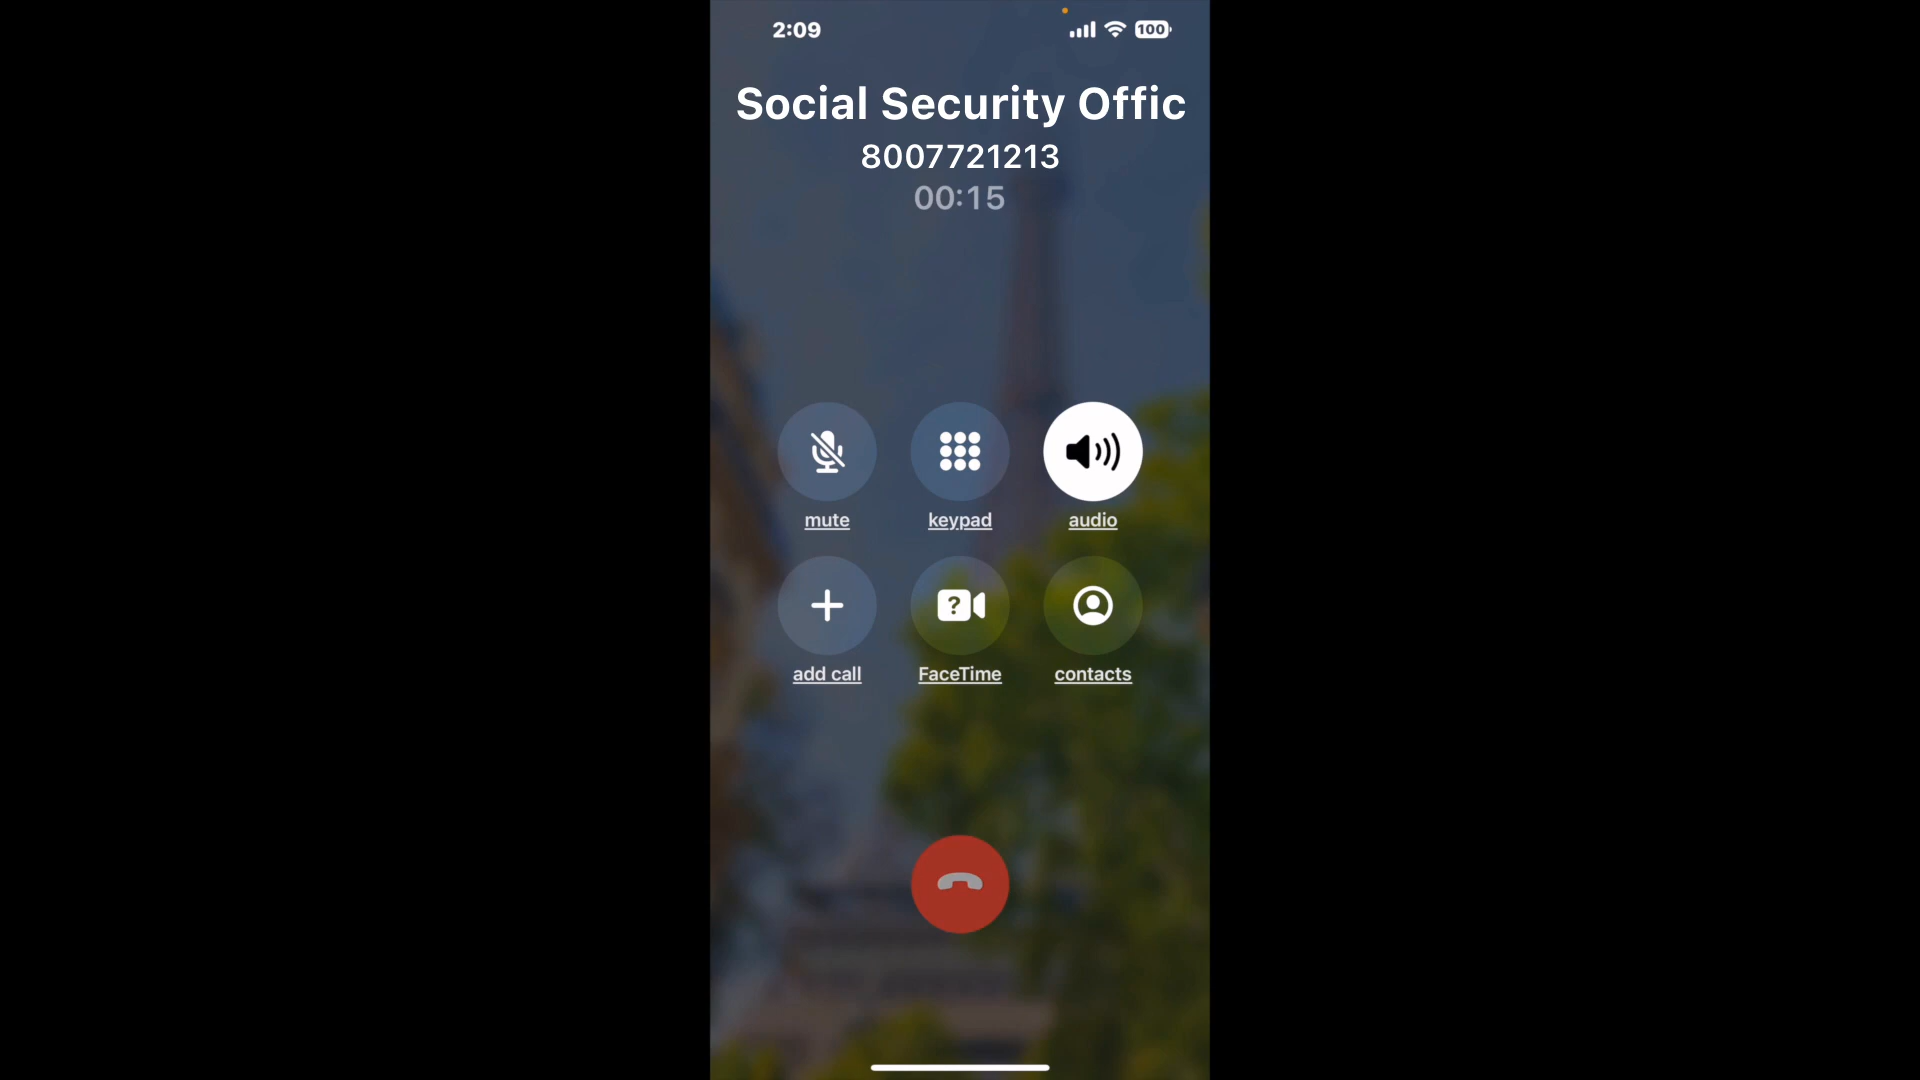 2:09
100
Social Security Offic
8007721213
00:15
mute
keypad
audio
?
add call
FaceTime
contacts